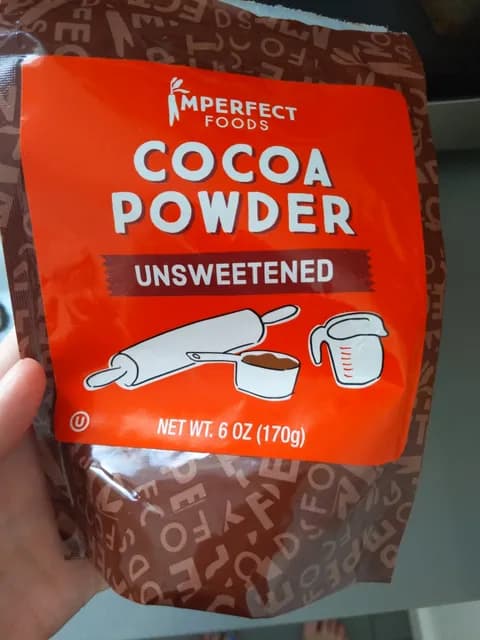 IMPERFECT
FOODS
COCOA
POWDER
UNSWEETENED
U
NET WT. 6 OZ (170g)